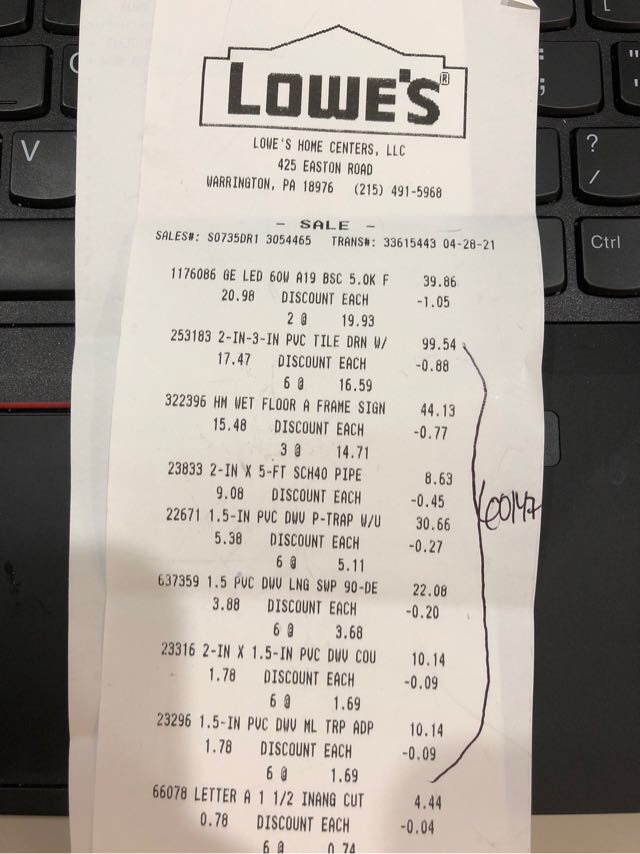 LOWE'S®
LOWE'S HOME CENTERS, LLC
425 EASTON ROAD
WARRINGTON, PA 18976 (215) 491-5968
- SALE -
SALES#: S0735DR1 3054465 TRANS#: 33615443 04-28-21
1176086 GE LED 60W A19 BSC 5.0K F 39.86
20.98 DISCOUNT EACH -1.05
2 @ 19.93
253183 2-IN-3-IN PVC TILE DRN W/ 99.54
17.47 DISCOUNT EACH -0.88
6 @ 16.59
322396 HM WET FLOOR A FRAME SIGN 44.13
15.48 DISCOUNT EACH -0.77
3 @ 14.71
23833 2-IN X 5-FT SCH40 PIPE 8.63
9.08 DISCOUNT EACH -0.45
22671 1.5-IN PVC DWV P-TRAP W/U 30.66
5.38 DISCOUNT EACH -0.27
6 @ 5.11
637359 1.5 PVC DWV LNG SWP 90-DE 22.08
3.88 DISCOUNT EACH -0.20
6 @ 3.68
23316 2-IN X 1.5-IN PVC DWV COU 10.14
1.78 DISCOUNT EACH -0.09
6 @ 1.69
23296 1.5-IN PVC DWV ML TRP ADP 10.14
1.78 DISCOUNT EACH -0.09
6 @ 1.69
66078 LETTER A 1 1/2 INANG CUT 4.44
0.78 DISCOUNT EACH -0.04
6 @ 0.74
V
?
/
Ctrl